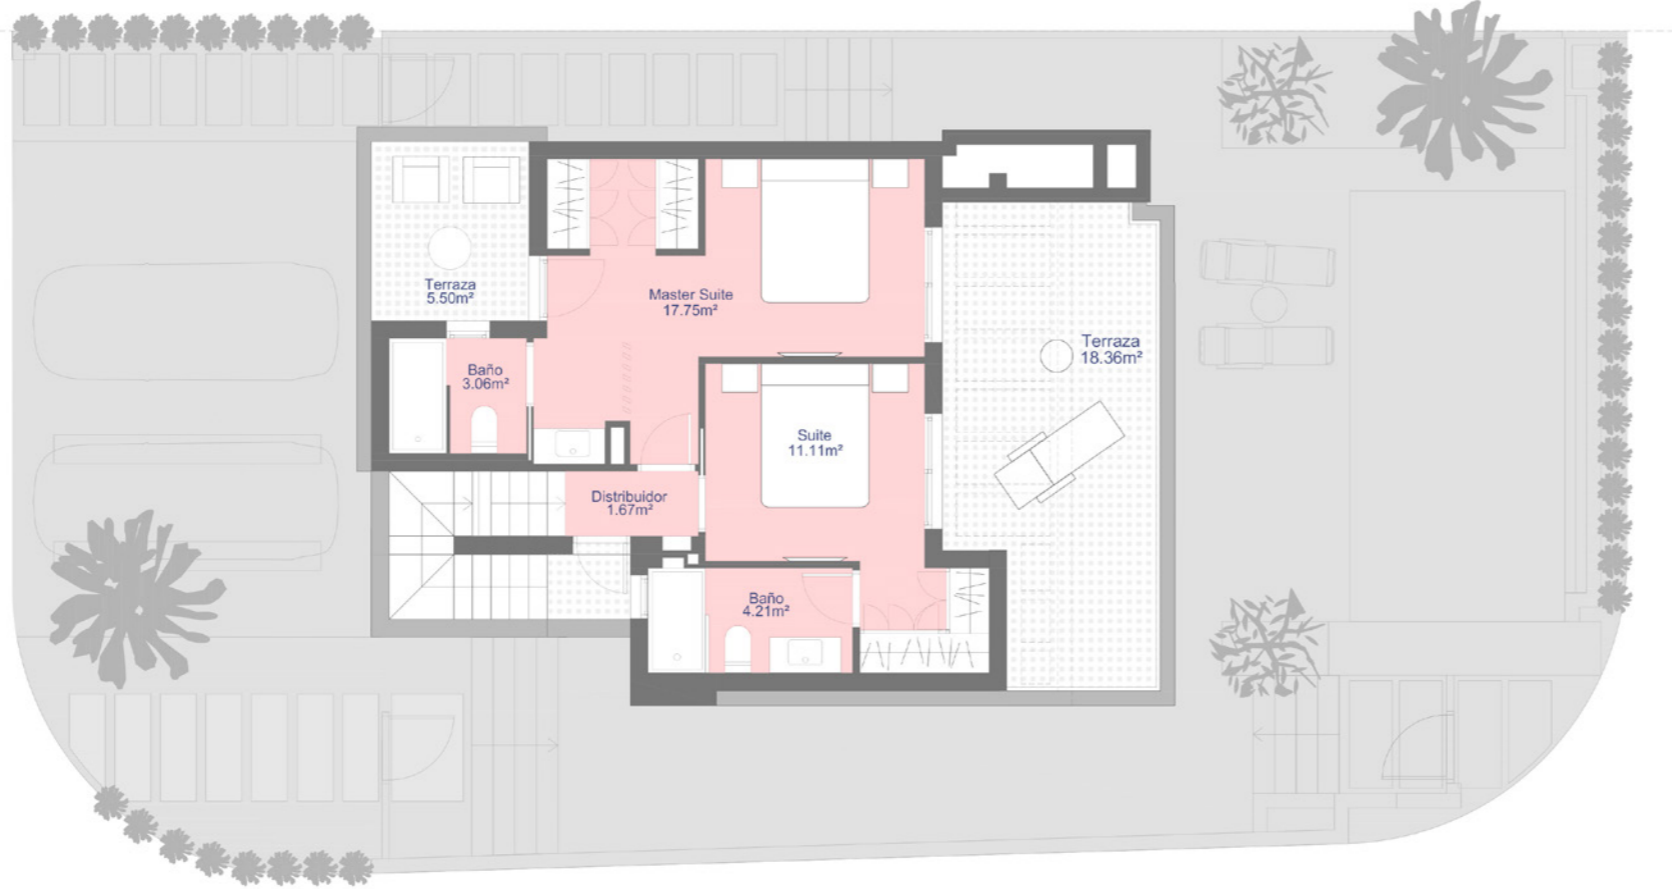 Terraza
5.50m²
Master Suite
17.75m²
Terraza
18.36m²
Baño
3.06m²
Suite
11.11m²
Distribuidor
1.67m²
Baño
4.21m²